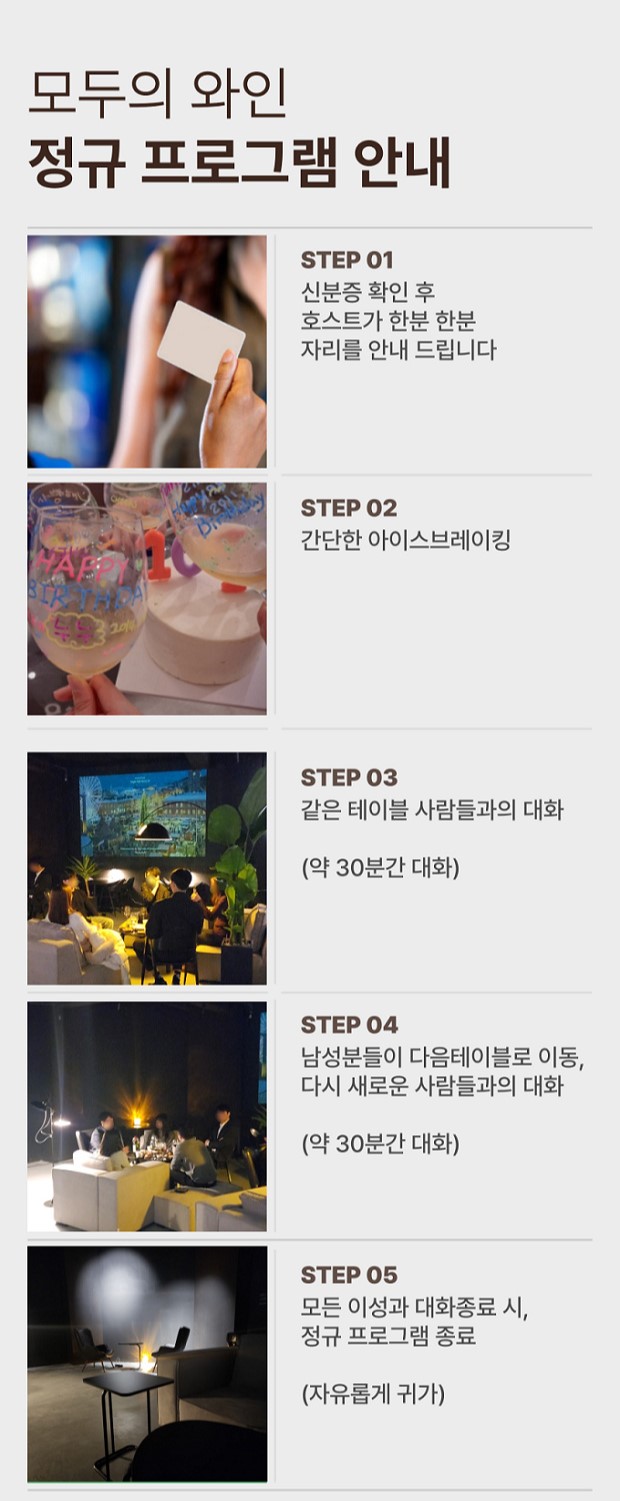 모두의 와인
정규 프로그램 안내
STEP 01
신분증 확인 후
호스트가 한분 한분
자리를 안내 드립니다
STEP 02
간단한 아이스브레이킹
HAPPY
BIRTHDA
Birthday
STEP 03
같은 테이블 사람들과의 대화
(약 30분간 대화)
STEP 04
남성분들이 다음테이블로 이동,
다시 새로운 사람들과의 대화
(약 30분간 대화)
STEP 05
모든 이성과 대화종료 시,
정규 프로그램 종료
(자유롭게 귀가)